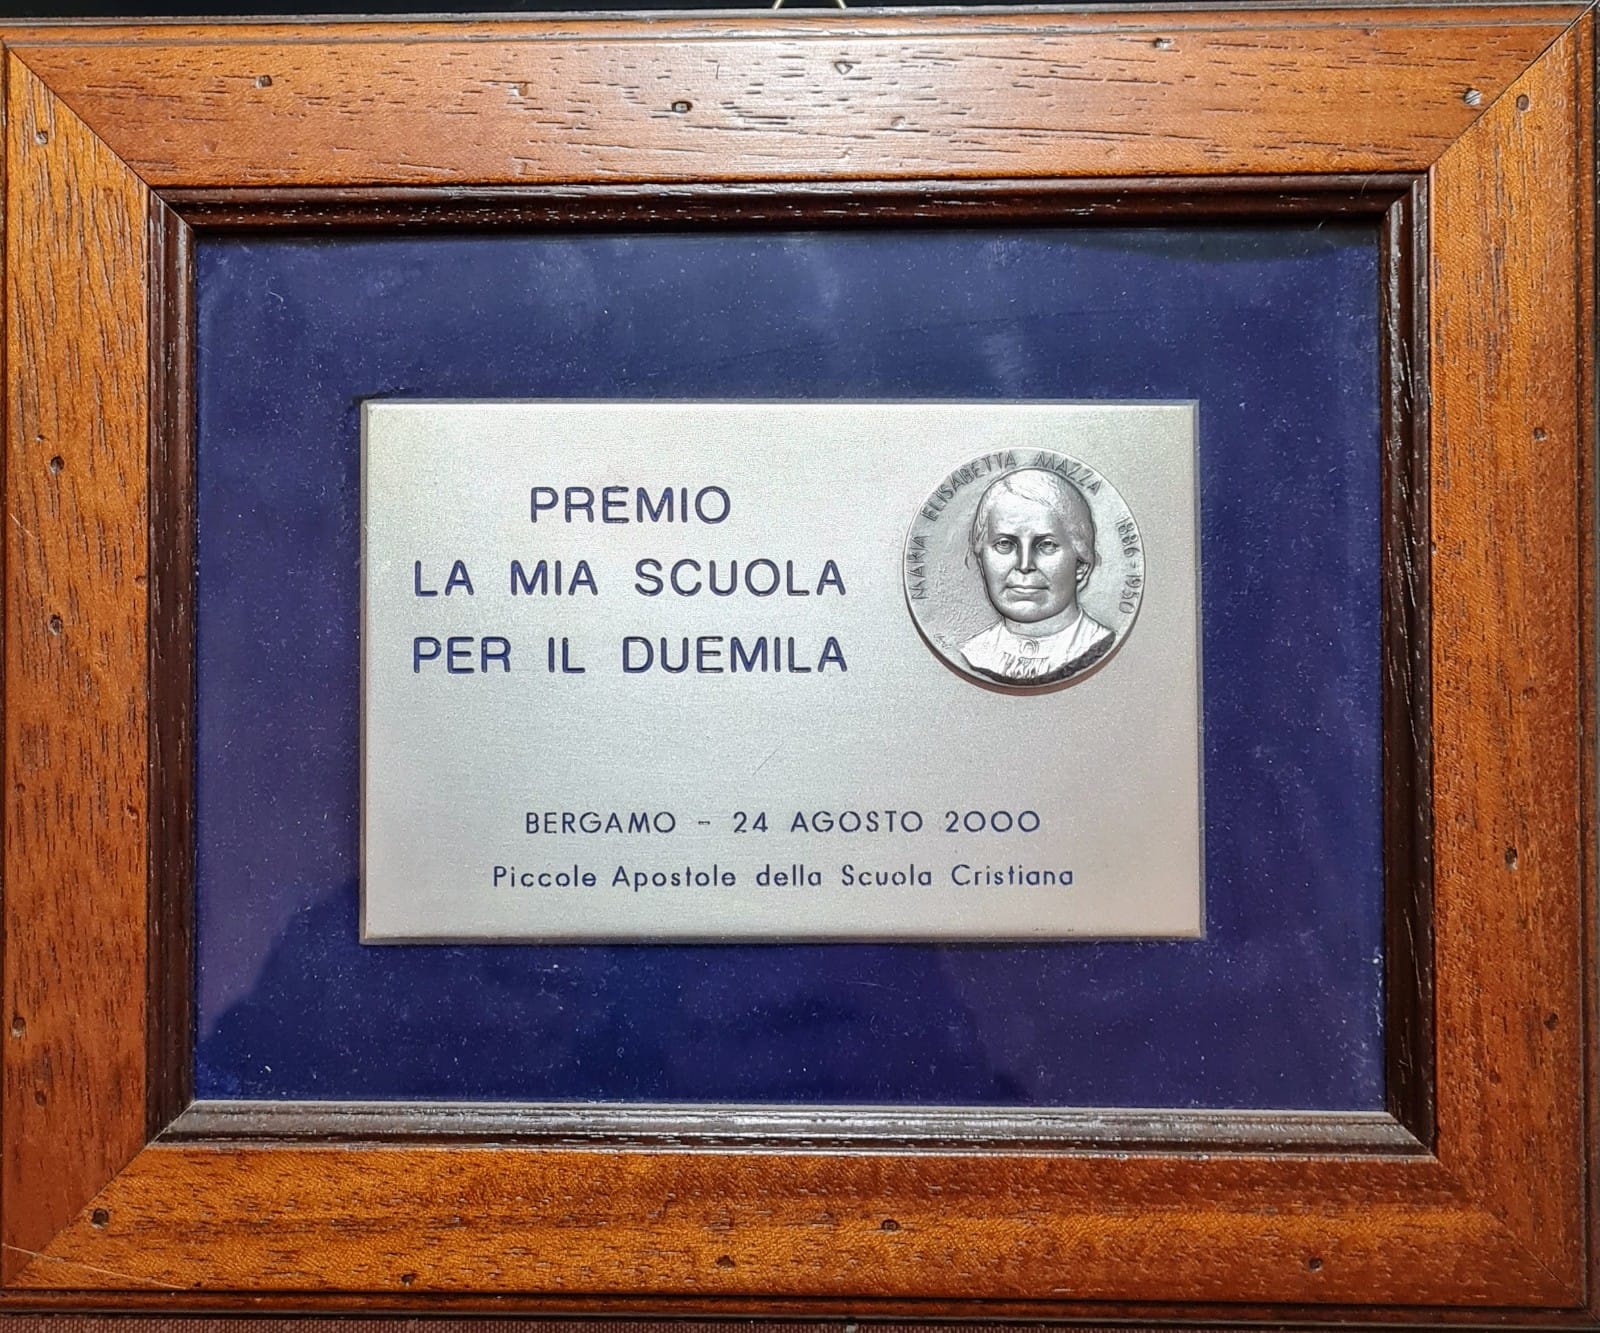 PREMIO
LA MIA SCUOLA
PER IL DUEMILA
MARIA ELISABETTA MAZZA 1886-1950
BERGAMO - 24 AGOSTO 2000
Piccole Apostole della Scuola Cristiana